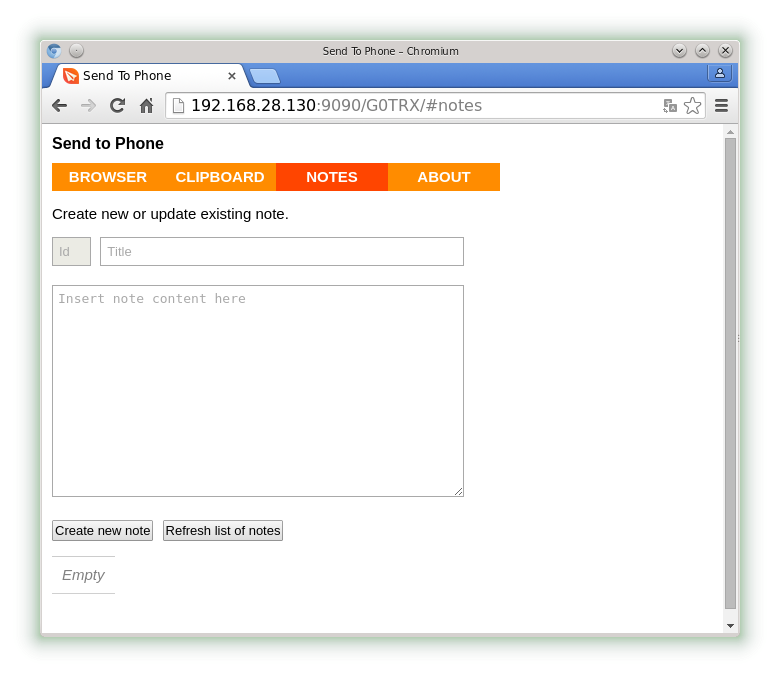 Send To Phone – Chromium
Send To Phone
192.168.28.130:9090/G0TRX/#notes
Send to Phone
BROWSER CLIPBOARD NOTES ABOUT
Create new or update existing note.
Id Title
Insert note content here
Create new note Refresh list of notes
Empty